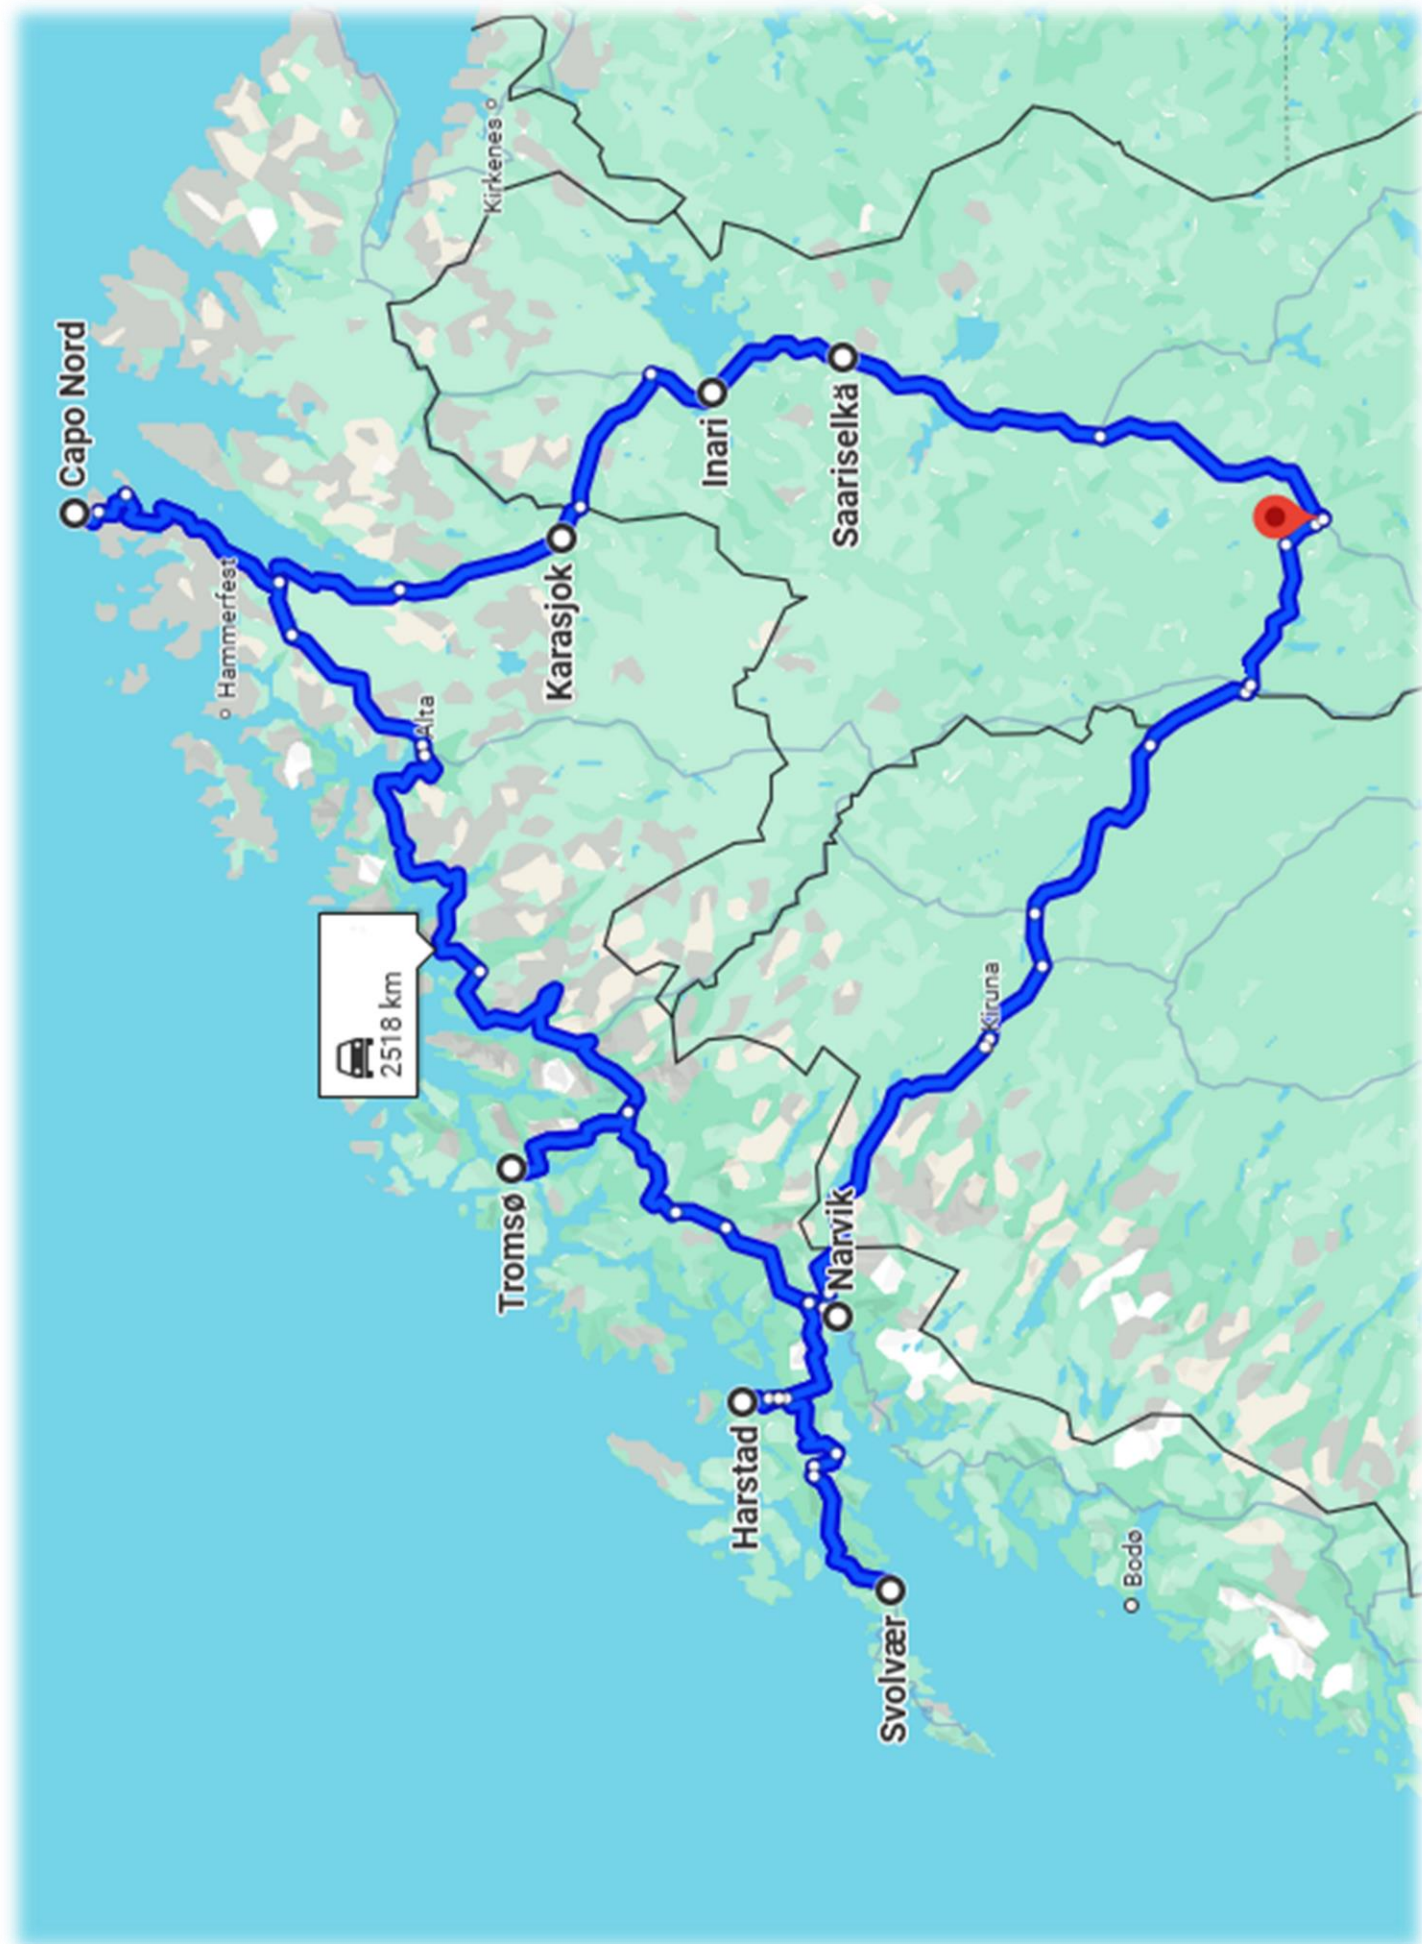 Capo Nord
Kirkenes
Hammerfest
Alta
Karasjok
Inari
Saariselkä
2518 km
Tromsø
Kiruna
Narvik
Harstad
Svolvær
Bodø